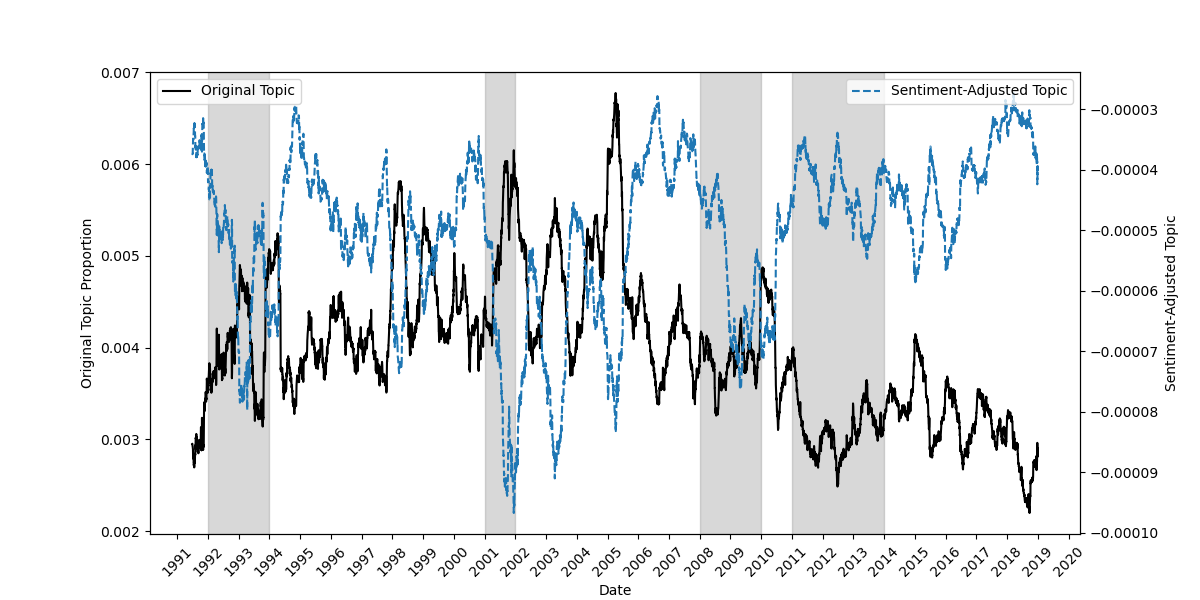 Original Topic
Sentiment-Adjusted Topic
Original Topic Proportion
0.007
0.006
0.005
0.004
0.003
0.002
−0.00003
−0.00004
−0.00005
−0.00006
−0.00007
−0.00008
−0.00009
−0.00010
Sentiment-Adjusted Topic
1991 1992 1993 1994 1995 1996 1997 1998 1999 2000 2001 2002 2003 2004 2005 2006 2007 2008 2009 2010 2011 2012 2013 2014 2015 2016 2017 2018 2019 2020
Date